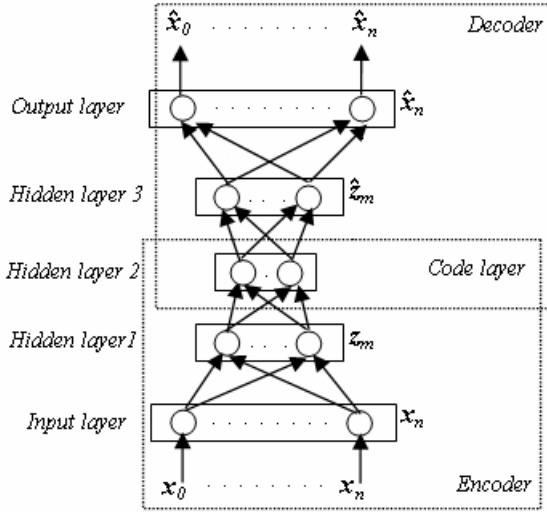 x̂₀ . . . . . . . . x̂ₙ Decoder
Output layer . . . . . . . . x̂ₙ
Hidden layer 3 . . . . ẑₘ
Hidden layer 2 . Code layer
Hidden layer1 . . . . zₘ
Input layer . . . . . . . . xₙ
x₀ . . . . . . . . xₙ Encoder